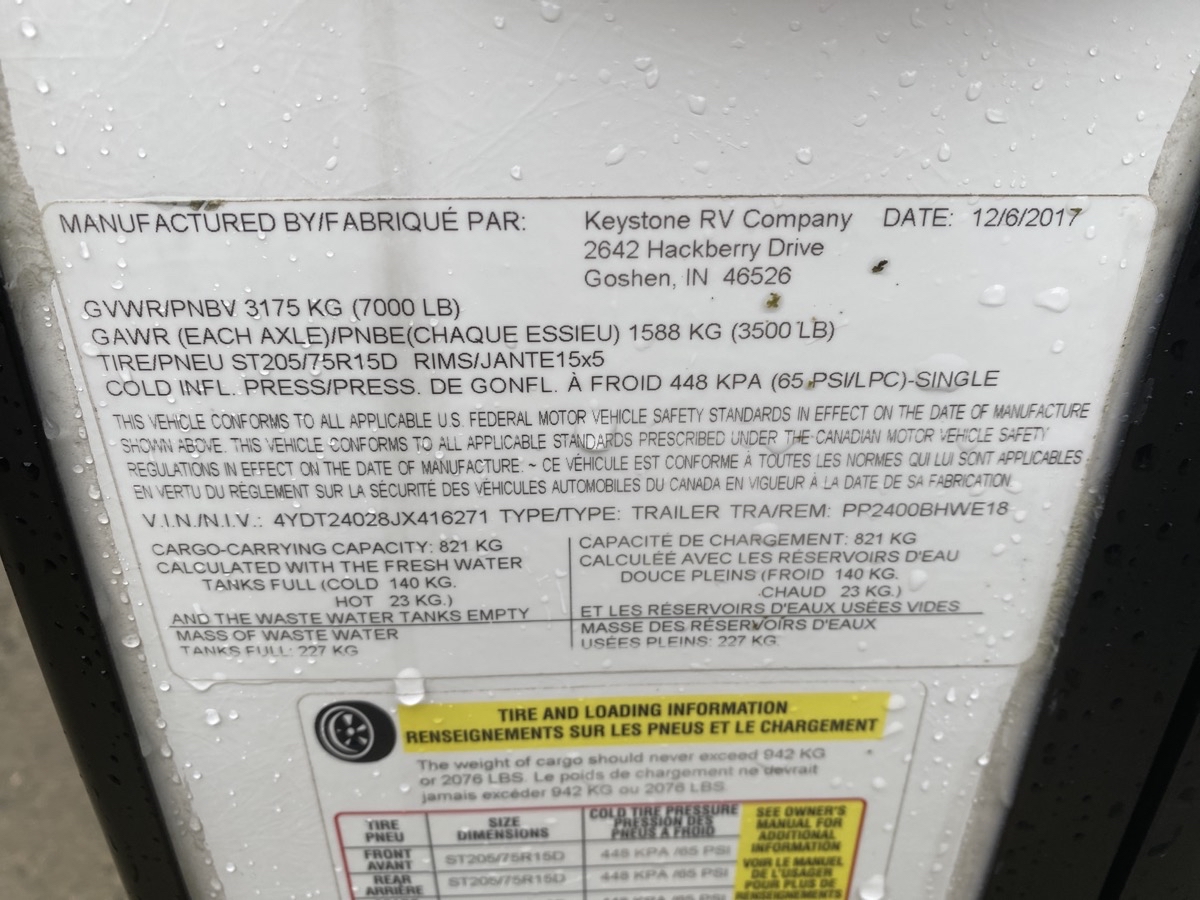 MANUFACTURED BY/FABRIQUÉ PAR: Keystone RV Company DATE: 12/6/2017
2642 Hackberry Drive
Goshen, IN 46526
GVWR/PNBV 3175 KG (7000 LB)
GAWR (EACH AXLE)/PNBE(CHAQUE ESSIEU) 1588 KG (3500 LB)
TIRE/PNEU ST205/75R15D RIMS/JANTE15x5
COLD INFL. PRESS/PRESS. DE GONFL. À FROID 448 KPA (65 PSI/LPC)-SINGLE
THIS VEHICLE CONFORMS TO ALL APPLICABLE U.S. FEDERAL MOTOR VEHICLE SAFETY STANDARDS IN EFFECT ON THE DATE OF MANUFACTURE
SHOWN ABOVE. THIS VEHICLE CONFORMS TO ALL APPLICABLE STANDARDS PRESCRIBED UNDER THE CANADIAN MOTOR VEHICLE SAFETY
REGULATIONS IN EFFECT ON THE DATE OF MANUFACTURE. ~ CE VÉHICULE EST CONFORME À TOUTES LES NORMES QUI LUI SONT APPLICABLES
EN VERTU DU RÈGLEMENT SUR LA SÉCURITÉ DES VÉHICULES AUTOMOBILES DU CANADA EN VIGUEUR À LA DATE DE SA FABRICATION.
V.I.N./N.I.V.: 4YDT24028JX416271 TYPE/TYPE: TRAILER TRA/REM: PP2400BHWE18
CARGO-CARRYING CAPACITY: 821 KG
CALCULATED WITH THE FRESH WATER
TANKS FULL (COLD 140 KG.
HOT 23 KG.)
AND THE WASTE WATER TANKS EMPTY
MASS OF WASTE WATER
TANKS FULL: 227 KG
CAPACITÉ DE CHARGEMENT: 821 KG
CALCULÉE AVEC LES RÉSERVOIRS D'EAU
DOUCE PLEINS (FROID 140 KG.
CHAUD 23 KG.)
ET LES RÉSERVOIRS D'EAUX USÉES VIDES
MASSE DES RÉSERVOIRS D'EAUX
USÉES PLEINS: 227 KG.
TIRE AND LOADING INFORMATION
RENSEIGNEMENTS SUR LES PNEUS ET LE CHARGEMENT
The weight of cargo should never exceed 942 KG
or 2076 LBS. Le poids de chargement ne devrait
jamais excéder 942 KG ou 2076 LBS.
TIRE
PNEU
SIZE
DIMENSIONS
COLD TIRE PRESSURE
PRESSION DES
PNEUS A FROID
SEE OWNER'S
MANUAL FOR
ADDITIONAL
INFORMATION
VOIR LE MANUEL
DE L'USAGER
POUR PLUS DE
RENSEIGNEMENTS
FRONT
AVANT
ST205/75R15D
448 KPA /65 PSI
REAR
ARRIÈRE
ST205/75R15D
448 KPA /65 PSI